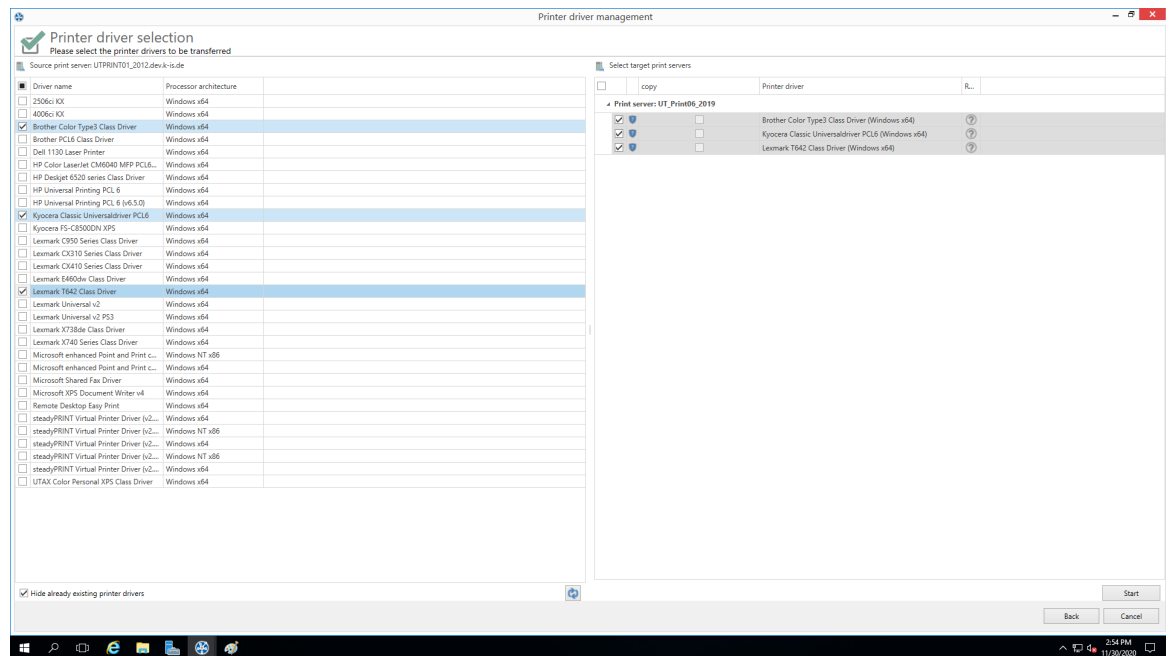 Printer driver management
Printer driver selection
Please select the printer drivers to be transferred
Source print server: UTPRINT01_2012.dev.k-is.de
Select target print servers
Driver name Processor architecture
copy Printer driver R...
2506ci KX Windows x64
4006ci KX Windows x64
Brother Color Type3 Class Driver Windows x64
Brother PCL6 Class Driver Windows x64
Dell 1130 Laser Printer Windows x64
HP Color LaserJet CM6040 MFP PCL6... Windows x64
HP Deskjet 6520 series Class Driver Windows x64
HP Universal Printing PCL 6 Windows x64
HP Universal Printing PCL 6 (v6.5.0) Windows x64
Kyocera Classic Universaldriver PCL6 Windows x64
Kyocera FS-C8500DN XPS Windows x64
Lexmark C950 Series Class Driver Windows x64
Lexmark CX310 Series Class Driver Windows x64
Lexmark CX410 Series Class Driver Windows x64
Lexmark E460dw Class Driver Windows x64
Lexmark T642 Class Driver Windows x64
Lexmark Universal v2 Windows x64
Lexmark Universal v2 PS3 Windows x64
Lexmark X738de Class Driver Windows x64
Lexmark X740 Series Class Driver Windows x64
Microsoft enhanced Point and Print c... Windows NT x86
Microsoft enhanced Point and Print c... Windows x64
Microsoft Shared Fax Driver Windows x64
Microsoft XPS Document Writer v4 Windows x64
Remote Desktop Easy Print Windows x64
steadyPRINT Virtual Printer Driver (v2.... Windows x64
steadyPRINT Virtual Printer Driver (v2.... Windows NT x86
steadyPRINT Virtual Printer Driver (v2.... Windows x64
steadyPRINT Virtual Printer Driver (v2.... Windows NT x86
steadyPRINT Virtual Printer Driver (v2.... Windows x64
UTAX Color Personal XPS Class Driver Windows x64
Print server: UT_Print06_2019
Brother Color Type3 Class Driver (Windows x64)
Kyocera Classic Universaldriver PCL6 (Windows x64)
Lexmark T642 Class Driver (Windows x64)
Hide already existing printer drivers
Start
Back Cancel
2:54 PM
11/30/2020